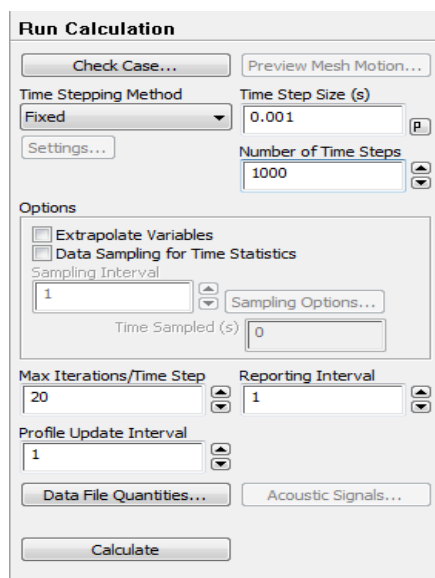 Run Calculation
Check Case... Preview Mesh Motion...
Time Stepping Method Time Step Size (s)
Fixed 0.001 P
Settings... Number of Time Steps
1000
Options
Extrapolate Variables
Data Sampling for Time Statistics
Sampling Interval
1 Sampling Options...
Time Sampled (s) 0
Max Iterations/Time Step Reporting Interval
20 1
Profile Update Interval
1
Data File Quantities... Acoustic Signals...
Calculate